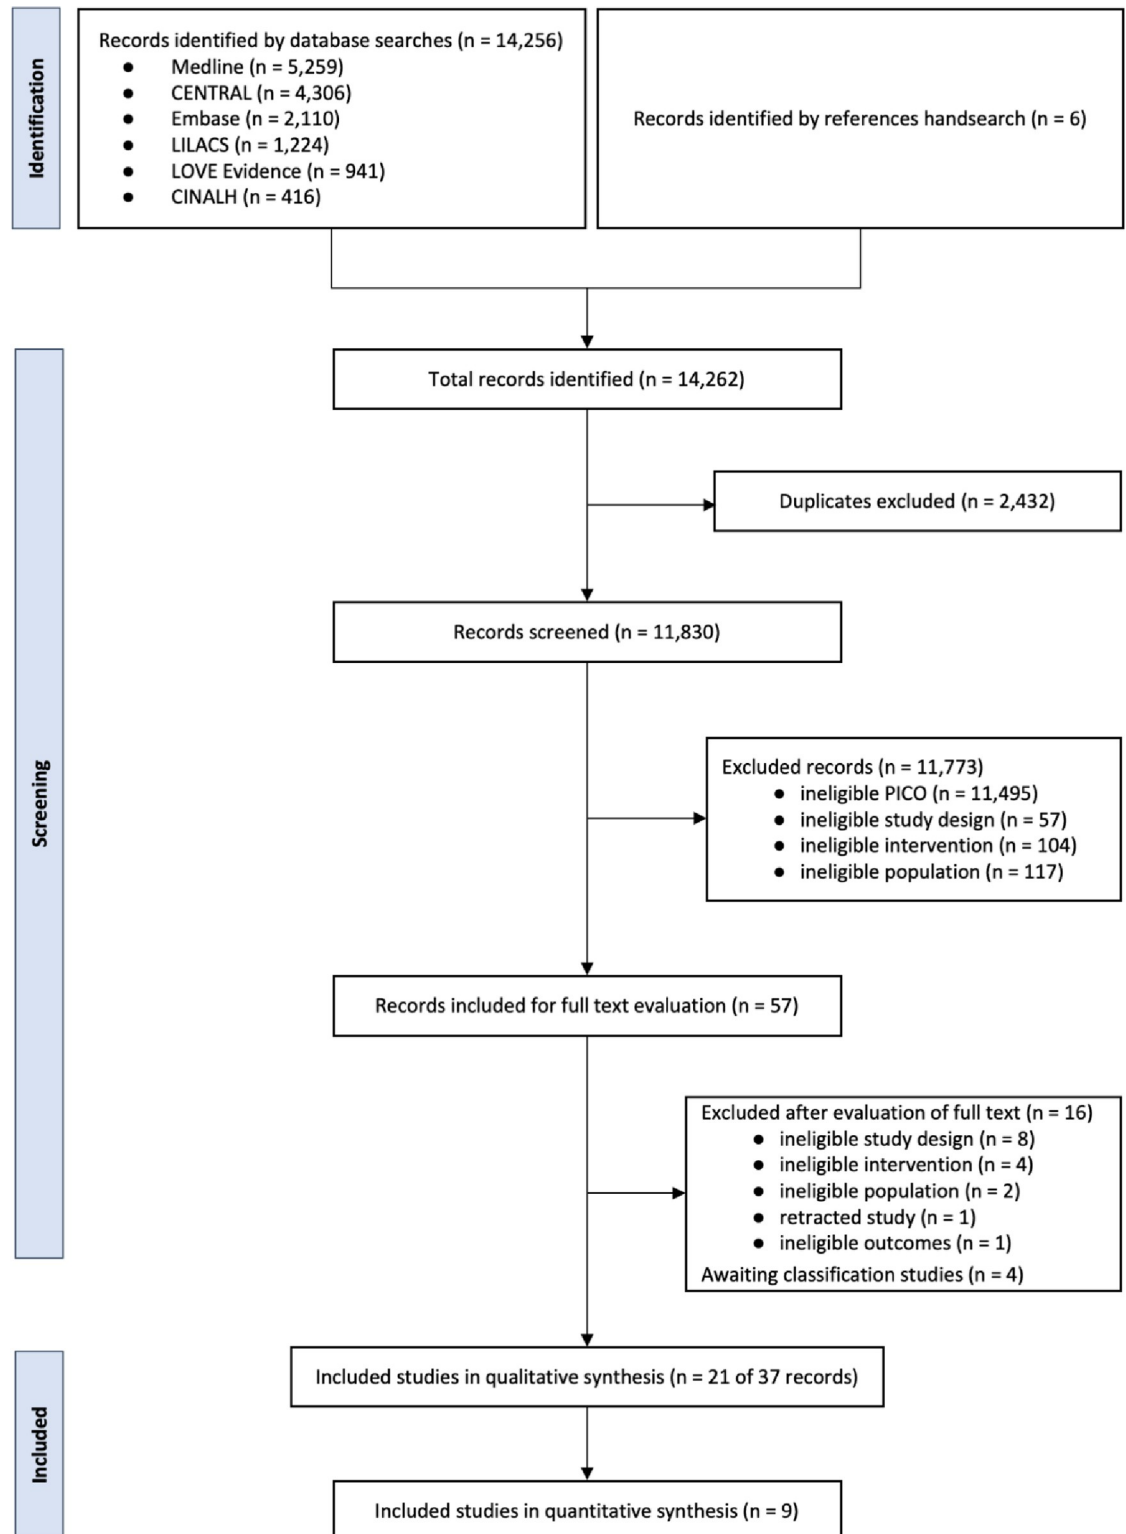 Identification
Records identified by database searches (n = 14,256)
● Medline (n = 5,259)
● CENTRAL (n = 4,306)
● Embase (n = 2,110)
● LILACS (n = 1,224)
● LOVE Evidence (n = 941)
● CINALH (n = 416)
Records identified by references handsearch (n = 6)
Screening
Total records identified (n = 14,262)
Duplicates excluded (n = 2,432)
Records screened (n = 11,830)
Excluded records (n = 11,773)
● ineligible PICO (n = 11,495)
● ineligible study design (n = 57)
● ineligible intervention (n = 104)
● ineligible population (n = 117)
Records included for full text evaluation (n = 57)
Excluded after evaluation of full text (n = 16)
● ineligible study design (n = 8)
● ineligible intervention (n = 4)
● ineligible population (n = 2)
● retracted study (n = 1)
● ineligible outcomes (n = 1)
Awaiting classification studies (n = 4)
Included
Included studies in qualitative synthesis (n = 21 of 37 records)
Included studies in quantitative synthesis (n = 9)